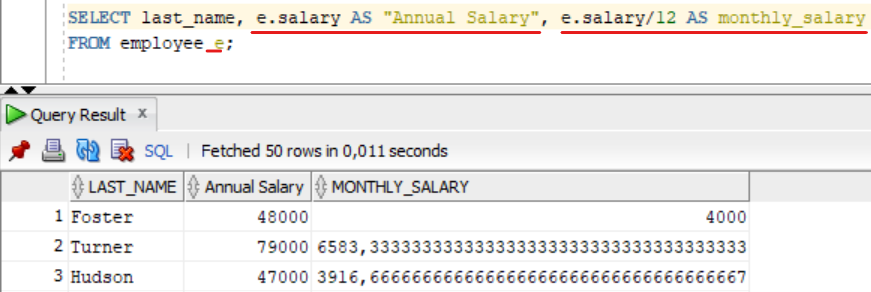 SELECT last_name, e.salary AS "Annual Salary", e.salary/12 AS monthly_salary
FROM employee e;
Query Result x
SQL | Fetched 50 rows in 0,011 seconds
LAST_NAME Annual Salary MONTHLY_SALARY
1 Foster 48000 4000
2 Turner 79000 6583,333333333333333333333333333333333333
3 Hudson 47000 3916,666666666666666666666666666666666667